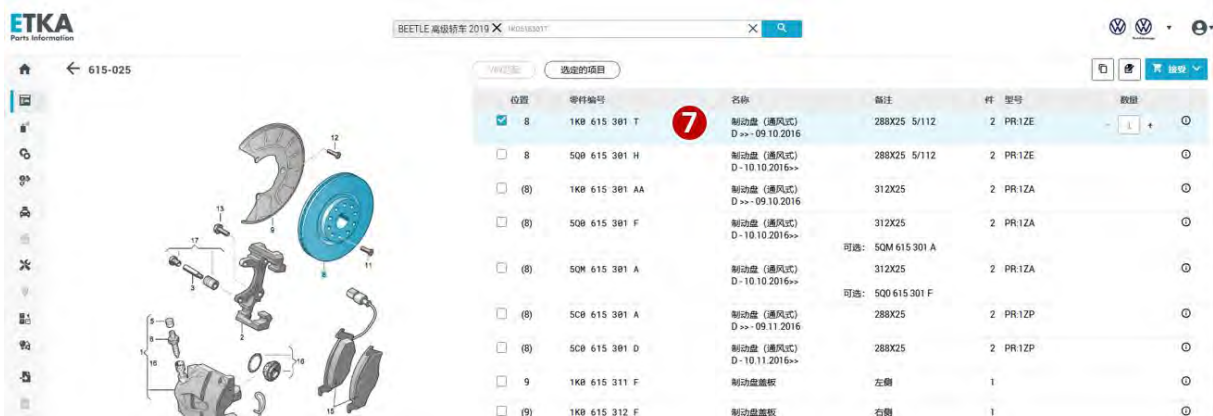 ETKA
Parts Information
BEETLE 高级轿车 2019 × 1K0615301T ×
615-025
VIN匹配 选定的项目 接受
位置 零件编号 名称 备注 件 型号 数量
8 1K0 615 301 T 7 制动盘 (通风式) 288X25 5/112 2 PR:1ZE - 1 +
D >> - 09.10.2016
8 5Q0 615 301 H 制动盘 (通风式) 288X25 5/112 2 PR:1ZE
D - 10.10.2016>>
(8) 1K0 615 301 AA 制动盘 (通风式) 312X25 2 PR:1ZA
D >> - 09.10.2016
(8) 5Q0 615 301 F 制动盘 (通风式) 312X25 2 PR:1ZA
D - 10.10.2016>>
可选: 5QM 615 301 A
(8) 5QM 615 301 A 制动盘 (通风式) 312X25 2 PR:1ZA
D - 10.10.2016>>
可选: 5Q0 615 301 F
(8) 5C0 615 301 A 制动盘 (通风式) 288X25 2 PR:1ZP
D >> - 09.11.2016
(8) 5C0 615 301 D 制动盘 (通风式) 288X25 2 PR:1ZP
D - 10.11.2016>>
9 1K0 615 311 F 制动盘盖板 左侧 1
(9) 1K0 615 312 F 制动盘盖板 右侧 1
12
9
13
17
11
8
3
5
2
6
1
16
16
15